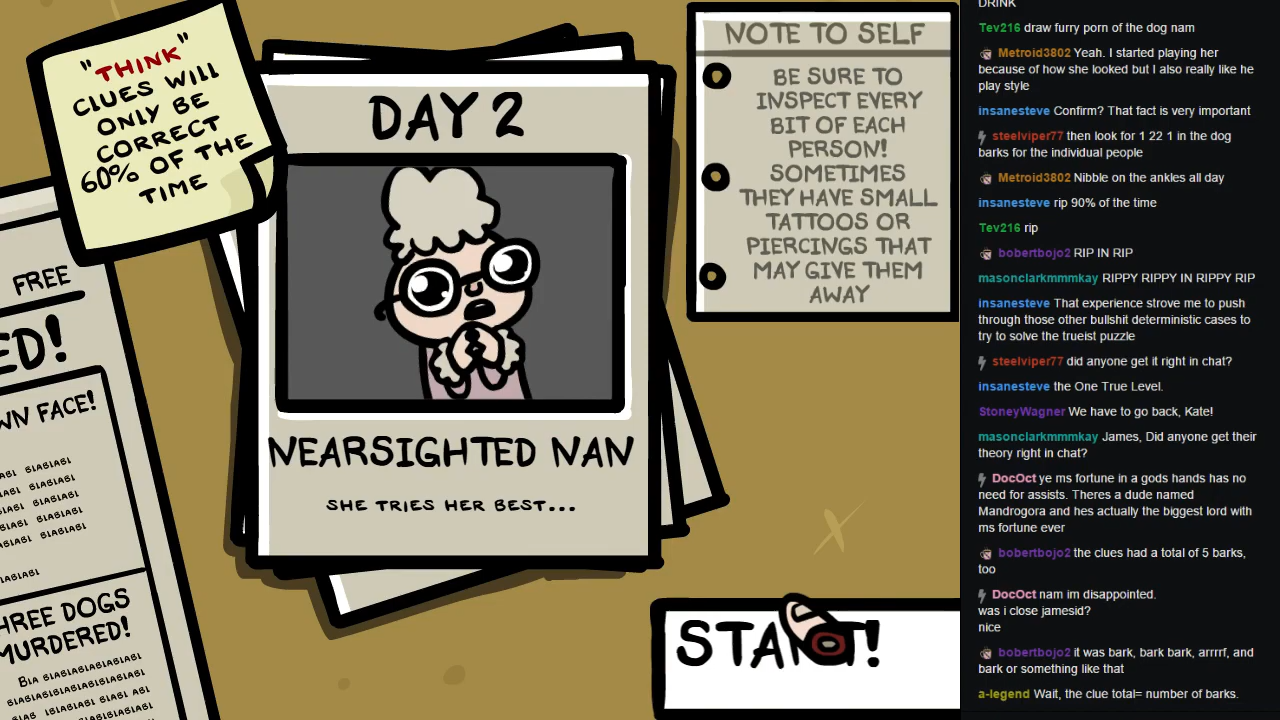 "THINK"
CLUES WILL
ONLY BE
CORRECT
60% OF THE
TIME
FREE
ED!
WN FACE!
HREE DOGS
MURDERED!
DAY 2
NEARSIGHTED NAN
SHE TRIES HER BEST...
NOTE TO SELF
BE SURE TO
INSPECT EVERY
BIT OF EACH
PERSON!
SOMETIMES
THEY HAVE SMALL
TATTOOS OR
PIERCINGS THAT
MAY GIVE THEM
AWAY
START!
DRINK
Tev216 draw furry porn of the dog nam
Metroid3802 Yeah. I started playing her
because of how she looked but I also really like he
play style
insanesteve Confirm? That fact is very important
steelviper77 then look for 1 22 1 in the dog
barks for the individual people
Metroid3802 Nibble on the ankles all day
insanesteve rip 90% of the time
Tev216 rip
bobertbojo2 RIP IN RIP
masonclarkmmmkay RIPPY RIPPY IN RIPPY RIP
insanesteve That experience strove me to push
through those other bullshit deterministic cases to
try to solve the trueist puzzle
steelviper77 did anyone get it right in chat?
insanesteve the One True Level.
StoneyWagner We have to go back, Kate!
masonclarkmmmkay James, Did anyone get their
theory right in chat?
DocOct ye ms fortune in a gods hands has no
need for assists. Theres a dude named
Mandrogora and hes actually the biggest lord with
ms fortune ever
bobertbojo2 the clues had a total of 5 barks,
too
DocOct nam im disappointed.
was i close jamesid?
nice
bobertbojo2 it was bark, bark bark, arrrrf, and
bark or something like that
a-legend Wait, the clue total= number of barks.